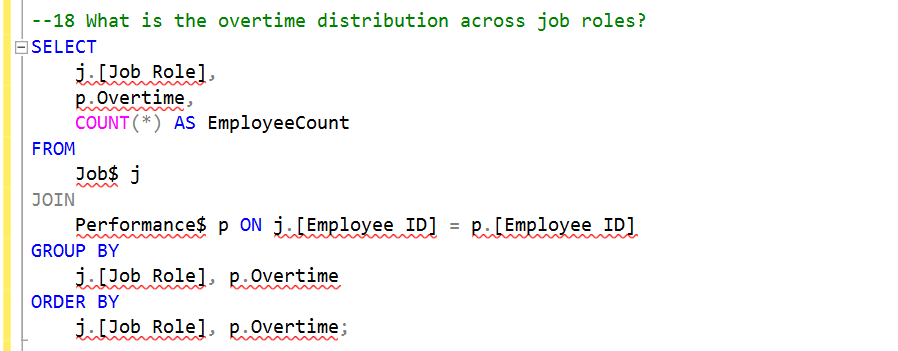 --18 What is the overtime distribution across job roles?
SELECT
j.[Job Role],
p.Overtime,
COUNT(*) AS EmployeeCount
FROM
Job$ j
JOIN
Performance$ p ON j.[Employee ID] = p.[Employee ID]
GROUP BY
j.[Job Role], p.Overtime
ORDER BY
j.[Job Role], p.Overtime;